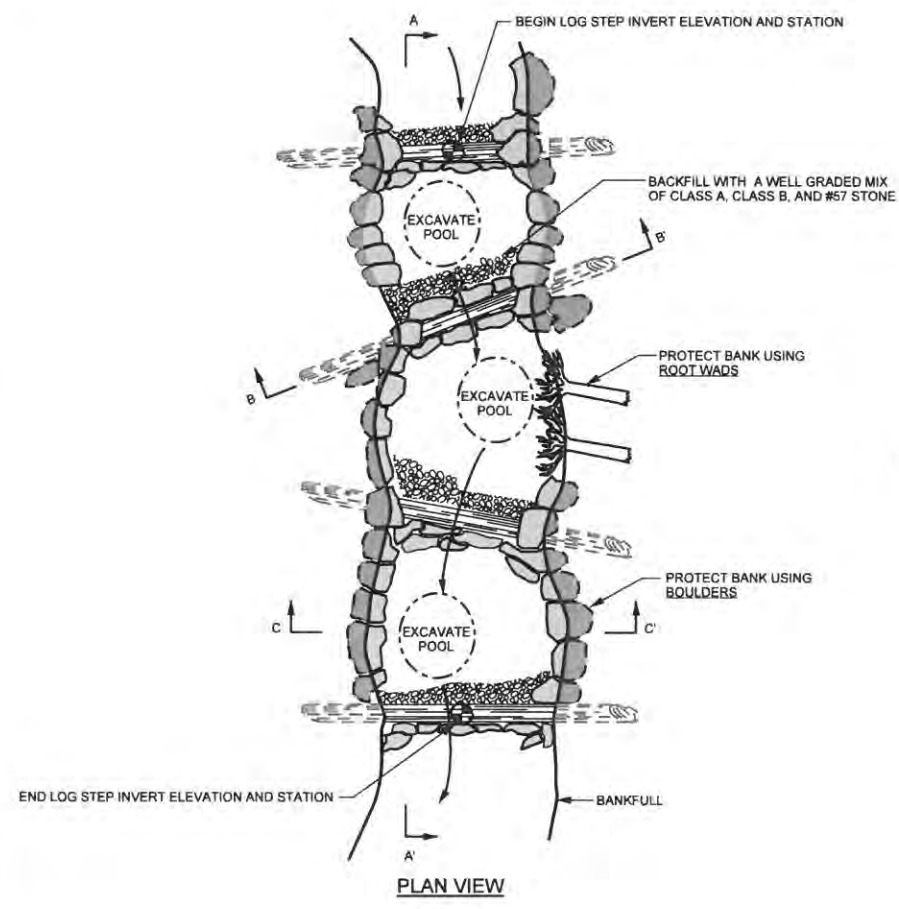 A
BEGIN LOG STEP INVERT ELEVATION AND STATION
BACKFILL WITH A WELL GRADED MIX
OF CLASS A, CLASS B, AND #57 STONE
EXCAVATE
POOL
B'
PROTECT BANK USING
ROOT WADS
B
EXCAVATE
POOL
PROTECT BANK USING
BOULDERS
C
C'
EXCAVATE
POOL
END LOG STEP INVERT ELEVATION AND STATION
BANKFULL
A'
PLAN VIEW